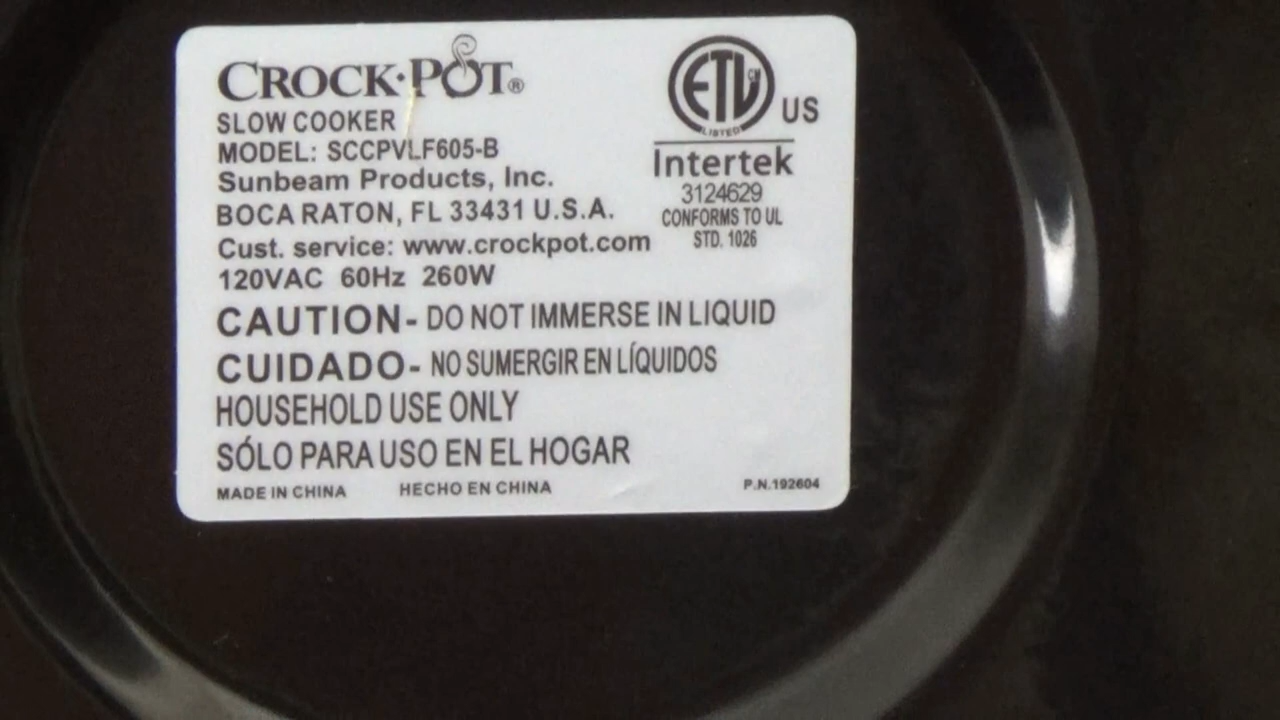 CROCK·POT®
SLOW COOKER
MODEL: SCCPVLF605-B
Sunbeam Products, Inc.
BOCA RATON, FL 33431 U.S.A.
Cust. service: www.crockpot.com
120VAC 60Hz 260W
ETL CM US
LISTED
Intertek
3124629
CONFORMS TO UL
STD. 1026
CAUTION- DO NOT IMMERSE IN LIQUID
CUIDADO- NO SUMERGIR EN LÍQUIDOS
HOUSEHOLD USE ONLY
SÓLO PARA USO EN EL HOGAR
MADE IN CHINA HECHO EN CHINA P.N.192604